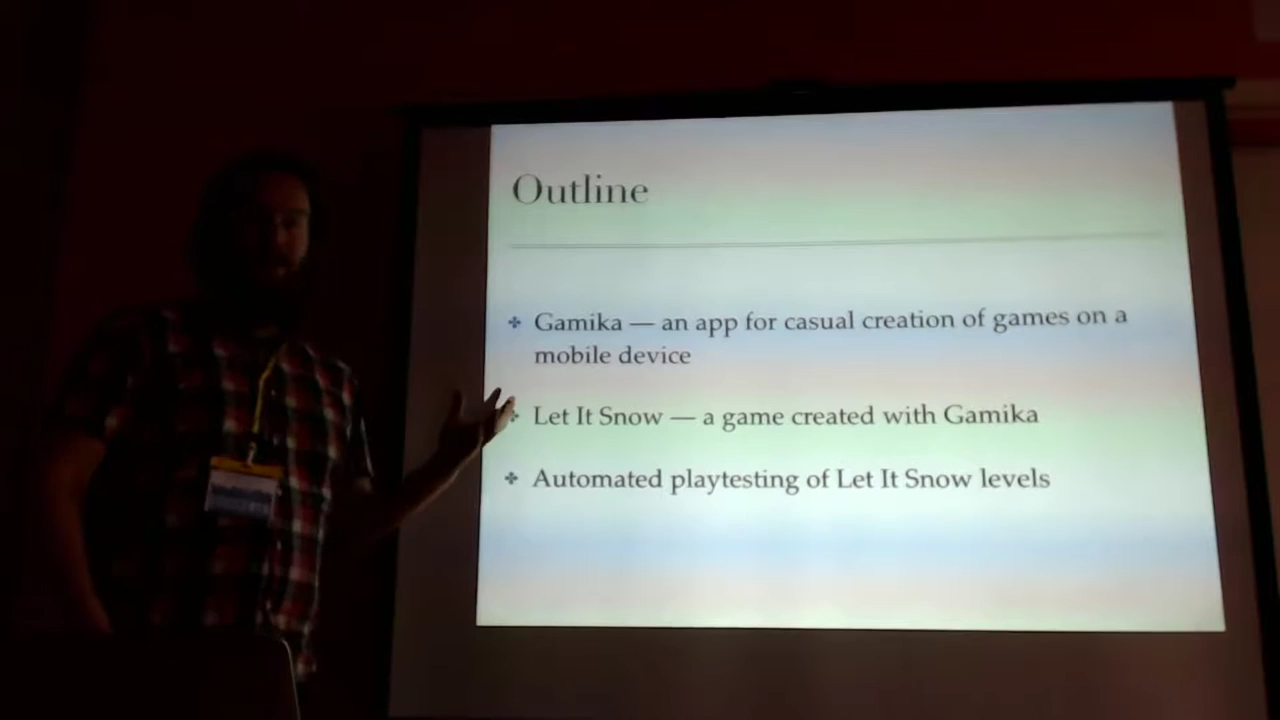 Outline
Gamika — an app for casual creation of games on a
mobile device
Let It Snow — a game created with Gamika
Automated playtesting of Let It Snow levels